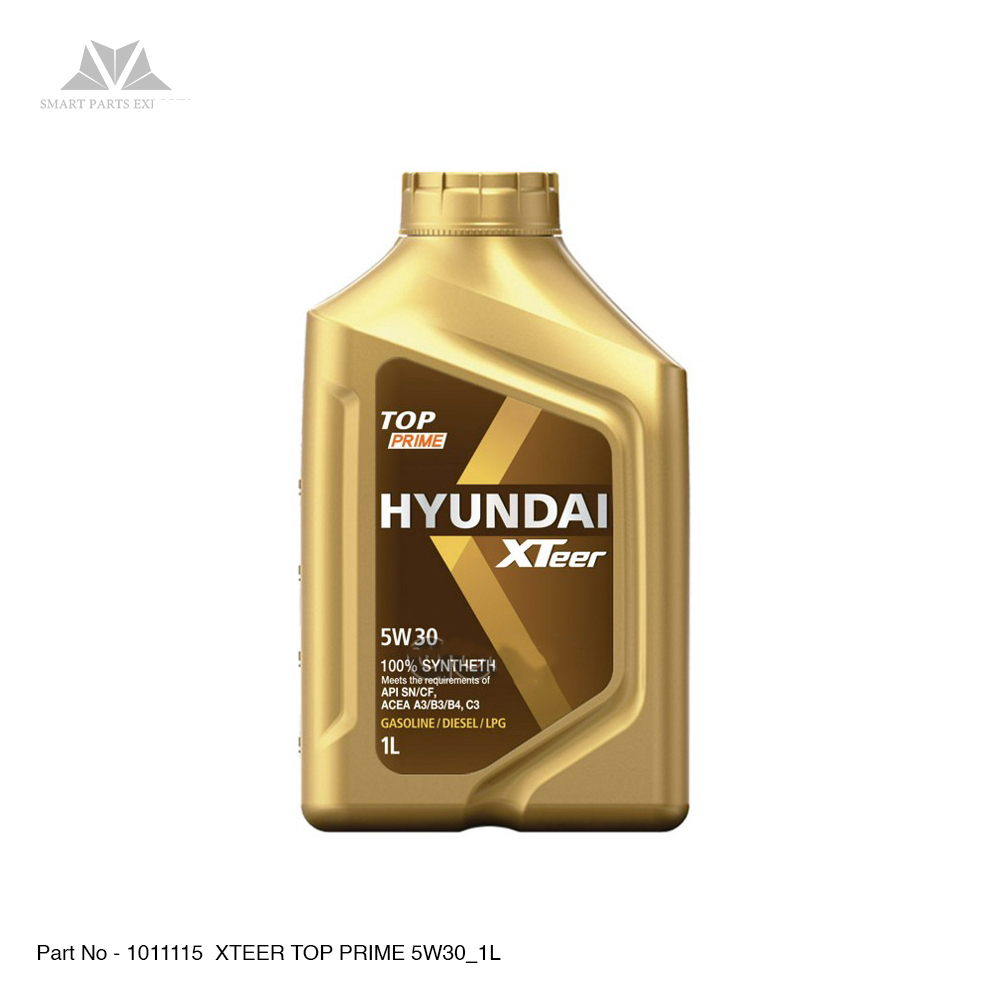 SMART PARTS EX
TOP
PRIME
HYUNDAI
XTeer
5W30
100% SYNTHETH
Meets the requirements of
API SN/CF,
ACEA A3/B3/B4, C3
GASOLINE / DIESEL / LPG
1L
Part No - 1011115 XTEER TOP PRIME 5W30_1L